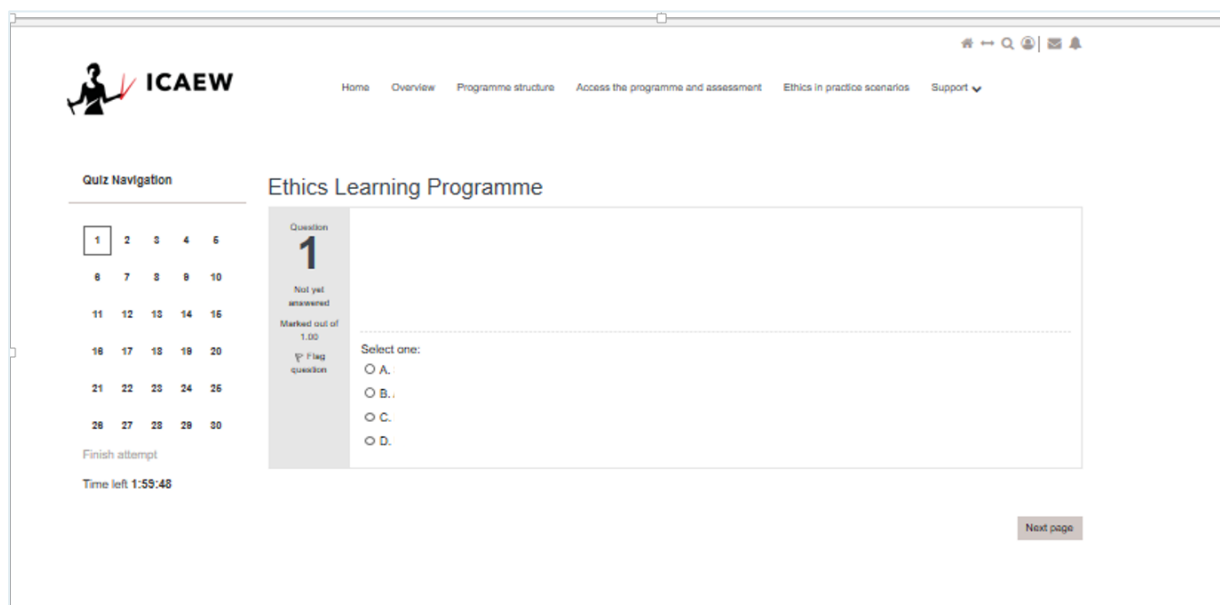 ICAEW
Home Overview Programme structure Access the programme and assessment Ethics in practice scenarios Support
Quiz Navigation
Ethics Learning Programme
1 2 3 4 5
6 7 8 9 10
11 12 13 14 15
16 17 18 19 20
21 22 23 24 25
26 27 28 29 30
Finish attempt
Time left 1:59:48
Question
1
Not yet
answered
Marked out of
1.00
Flag
question
Select one:
A.
B.
C.
D.
Next page